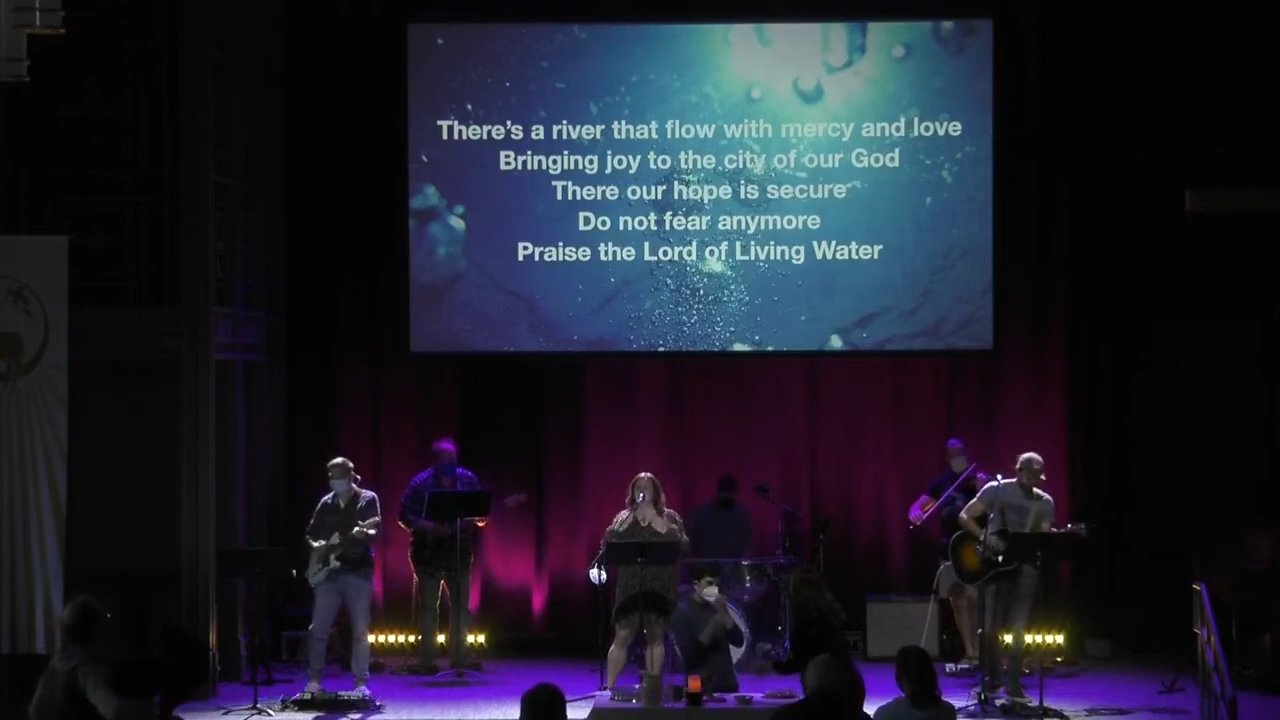 There's a river that flow with mercy and love
Bringing joy to the city of our God
There our hope is secure
Do not fear anymore
Praise the Lord of Living Water